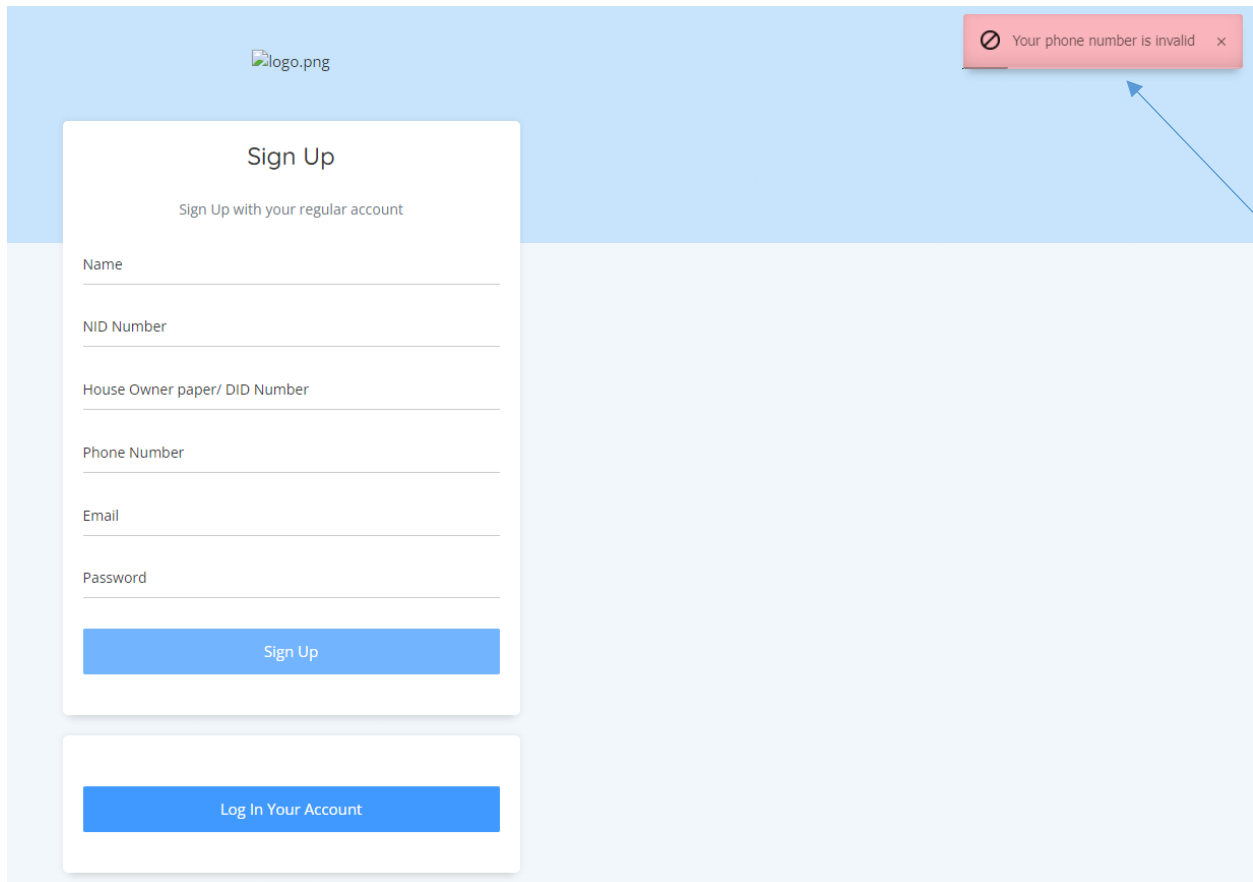 logo.png
Your phone number is invalid ×
Sign Up
Sign Up with your regular account
Name
NID Number
House Owner paper/ DID Number
Phone Number
Email
Password
Sign Up
Log In Your Account